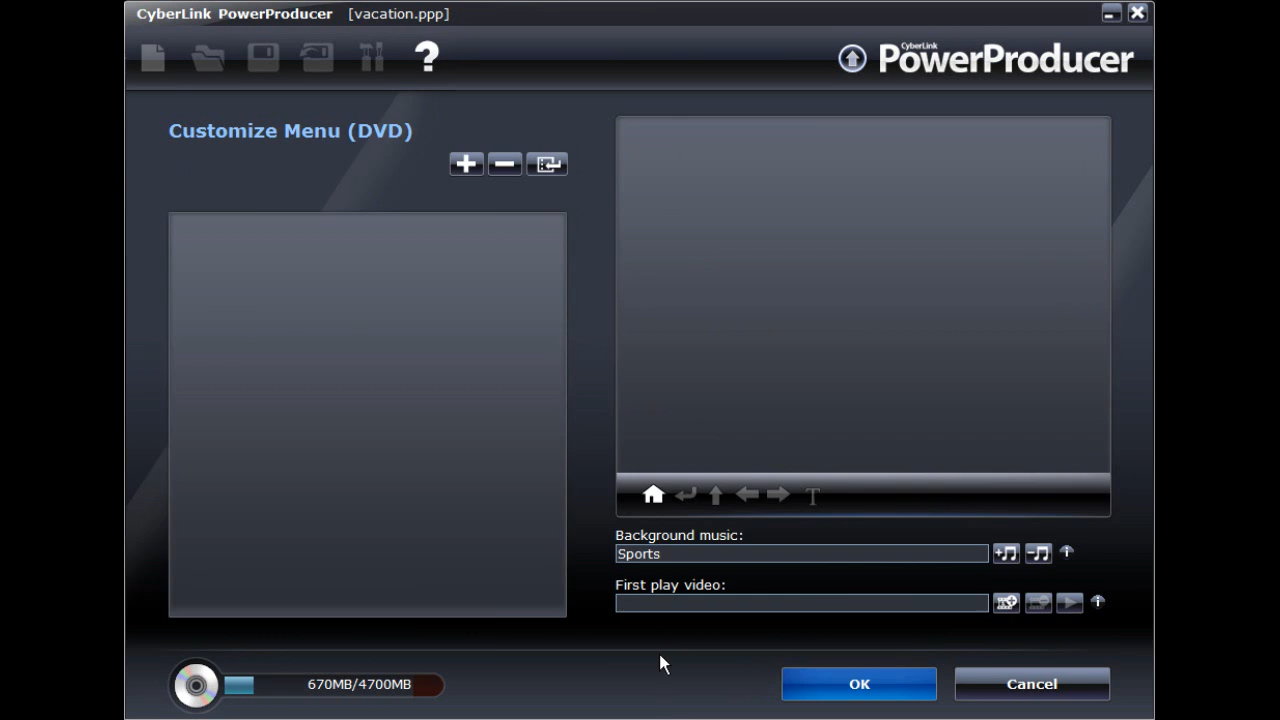 CyberLink PowerProducer [vacation.ppp]
?
CyberLink
PowerProducer
Customize Menu (DVD)
T
Background music:
Sports
First play video:
670MB/4700MB
OK
Cancel